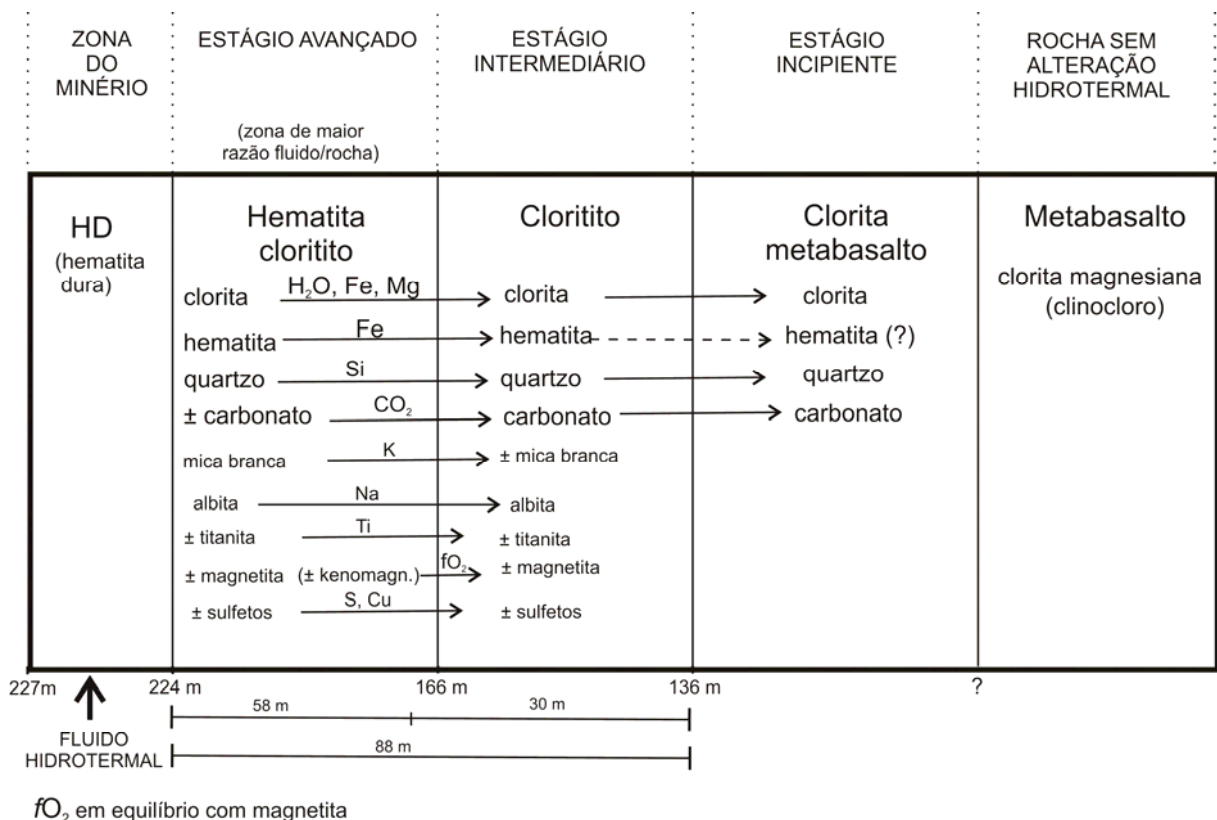 ZONA
DO
MINÉRIO
ESTÁGIO AVANÇADO
(zona de maior
razão fluido/rocha)
ESTÁGIO
INTERMEDIÁRIO
ESTÁGIO
INCIPIENTE
ROCHA SEM
ALTERAÇÃO
HIDROTERMAL
HD
(hematita
dura)
Hematita
cloritito
Cloritito
Clorita
metabasalto
Metabasalto
clorita magnesiana
(clinocloro)
clorita H₂O, Fe, Mg clorita clorita
hematita Fe hematita hematita (?)
quartzo Si quartzo quartzo
± carbonato CO₂ carbonato carbonato
mica branca K ± mica branca
albita Na albita
± titanita Ti ± titanita
± magnetita (± kenomagn.) fO₂ ± magnetita
± sulfetos S, Cu ± sulfetos
227m 224 m 166 m 136 m ?
58 m 30 m
88 m
FLUIDO
HIDROTERMAL
fO₂ em equilíbrio com magnetita